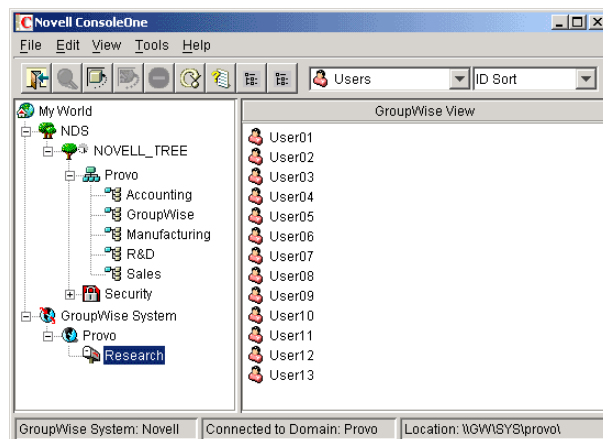 Novell ConsoleOne
File Edit View Tools Help
Users
ID Sort
My World
NDS
NOVELL_TREE
Provo
Accounting
GroupWise
Manufacturing
R&D
Sales
Security
GroupWise System
Provo
Research
GroupWise View
User01
User02
User03
User04
User05
User06
User07
User08
User09
User10
User11
User12
User13
GroupWise System: Novell
Connected to Domain: Provo
Location: \\GW\SYS\provo\